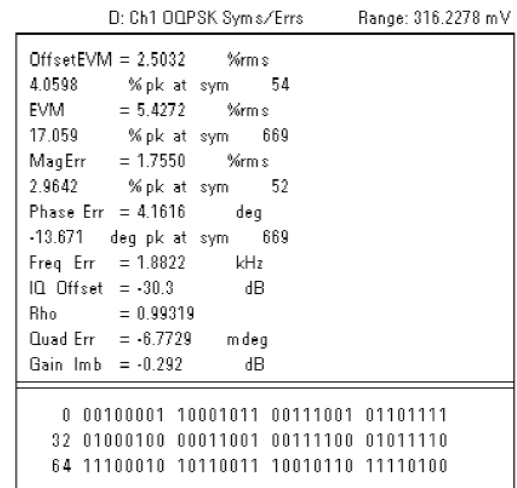 D: Ch1 OQPSK Syms/Errs Range: 316.2278 mV
OffsetEVM = 2.5032 %rms
4.0598 % pk at sym 54
EVM = 5.4272 %rms
17.059 % pk at sym 669
MagErr = 1.7550 %rms
2.9642 % pk at sym 52
Phase Err = 4.1616 deg
-13.671 deg pk at sym 669
Freq Err = 1.8822 kHz
IQ Offset = -30.3 dB
Rho = 0.99319
Quad Err = -6.7729 mdeg
Gain Imb = -0.292 dB
0 00100001 10001011 00111001 01101111
32 01000100 00011001 00111100 01011110
64 11100010 10110011 10010110 11110100